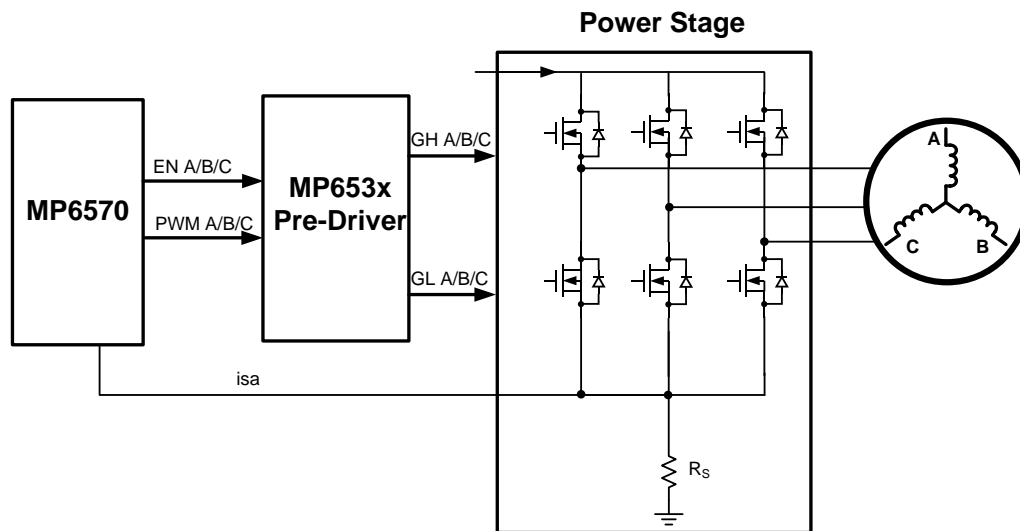 Power Stage
MP6570
EN A/B/C
PWM A/B/C
MP653x
Pre-Driver
GH A/B/C
GL A/B/C
A
C
B
isa
RS